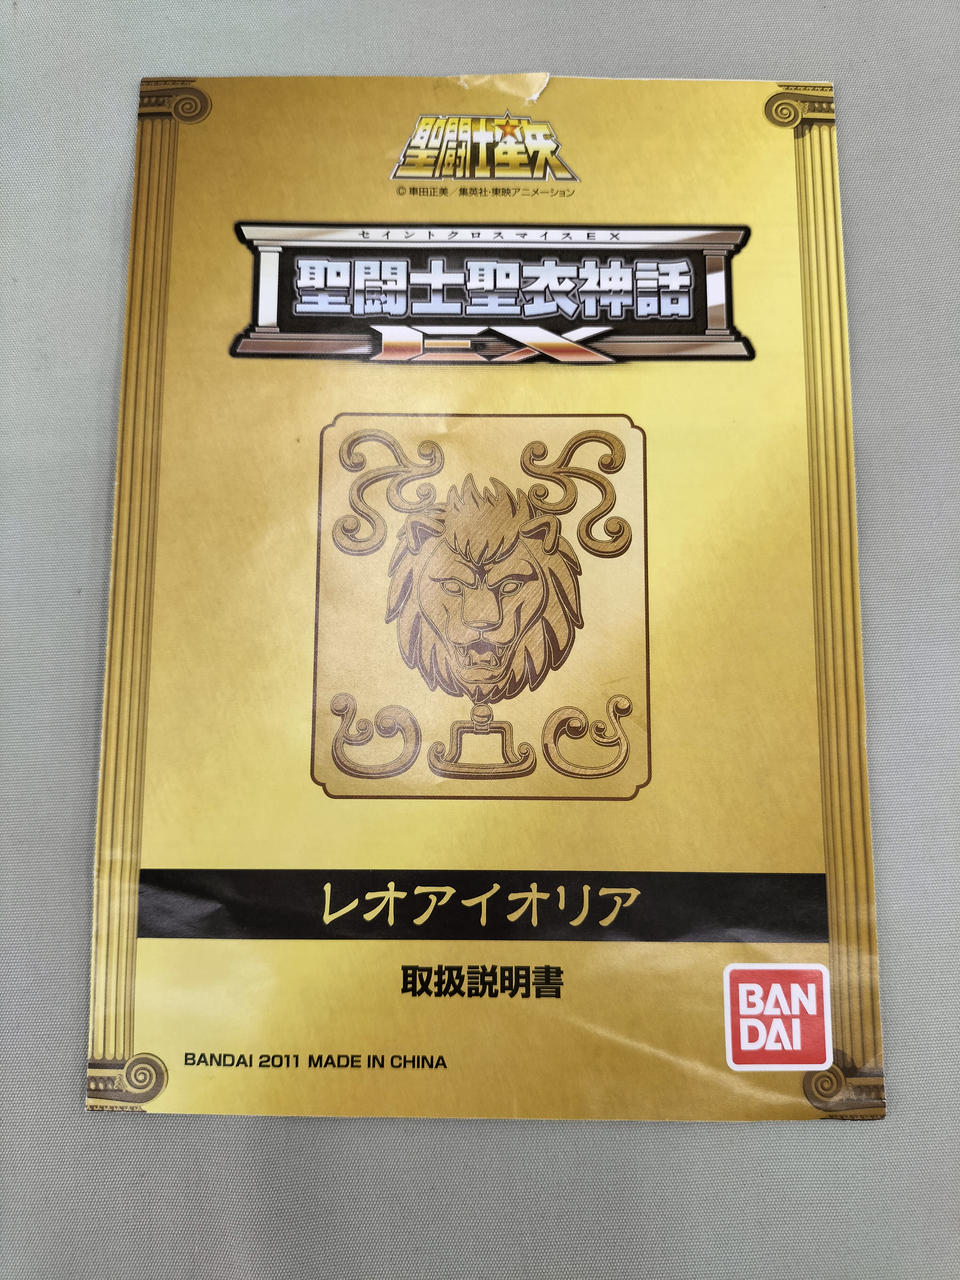 聖闘士星矢
© 車田正美／集英社・東映アニメーション
セイントクロスマイスEX
聖闘士聖衣神話
EX
レオアイオリア
取扱説明書
BAN
DAI
BANDAI 2011 MADE IN CHINA